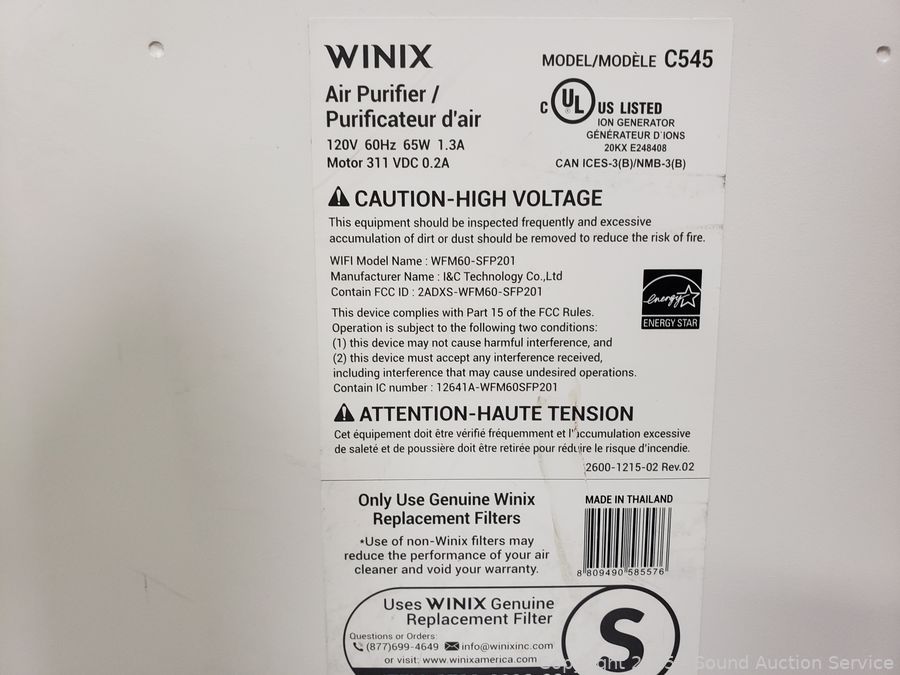 WINIX
MODEL/MODÈLE C545
Air Purifier /
Purificateur d'air
120V 60Hz 65W 1.3A
Motor 311 VDC 0.2A
C UL US LISTED
ION GENERATOR
GÉNÉRATEUR D'IONS
20KX E248408
CAN ICES-3(B)/NMB-3(B)
CAUTION-HIGH VOLTAGE
This equipment should be inspected frequently and excessive
accumulation of dirt or dust should be removed to reduce the risk of fire.
WIFI Model Name : WFM60-SFP201
Manufacturer Name : I&C Technology Co.,Ltd
Contain FCC ID : 2ADXS-WFM60-SFP201
energy
ENERGY STAR
This device complies with Part 15 of the FCC Rules.
Operation is subject to the following two conditions:
(1) this device may not cause harmful interference, and
(2) this device must accept any interference received,
including interference that may cause undesired operations.
Contain IC number : 12641A-WFM60SFP201
ATTENTION-HAUTE TENSION
Cet équipement doit être vérifié fréquemment et l'accumulation excessive
de saleté et de poussière doit être retirée pour réduire le risque d'incendie.
2600-1215-02 Rev.02
Only Use Genuine Winix
Replacement Filters
*Use of non-Winix filters may
reduce the performance of your air
cleaner and void your warranty.
MADE IN THAILAND
8 809490 585576
Uses WINIX Genuine
Replacement Filter
Questions or Orders:
(877)699-4649 info@winixinc.com
or visit: www.winixamerica.com
S
Copyright Sound Auction Service